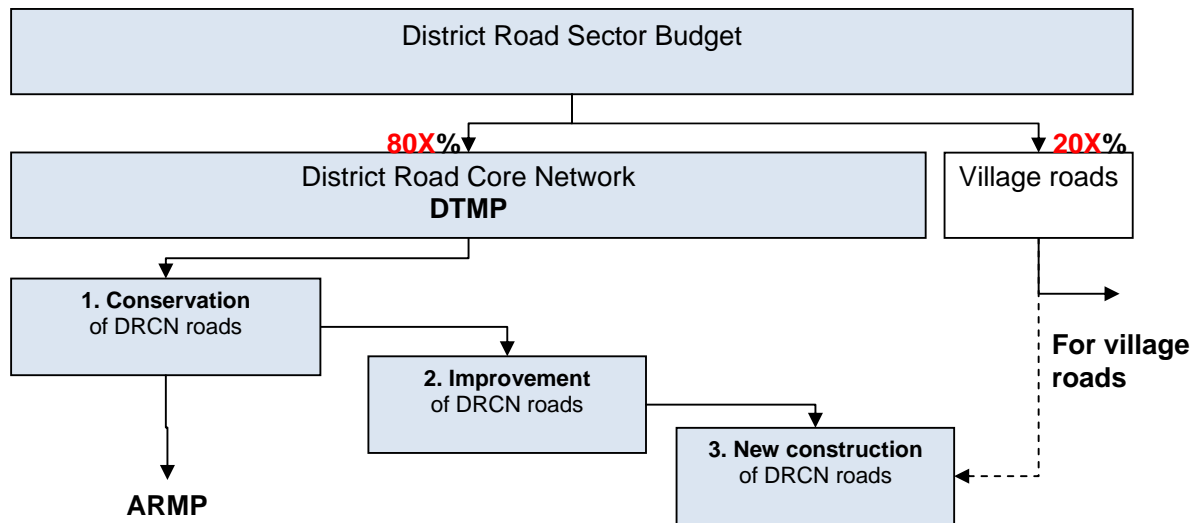 District Road Sector Budget
80X%
20X%
District Road Core Network
DTMP
Village roads
1. Conservation
of DRCN roads
2. Improvement
of DRCN roads
3. New construction
of DRCN roads
For village
roads
ARMP